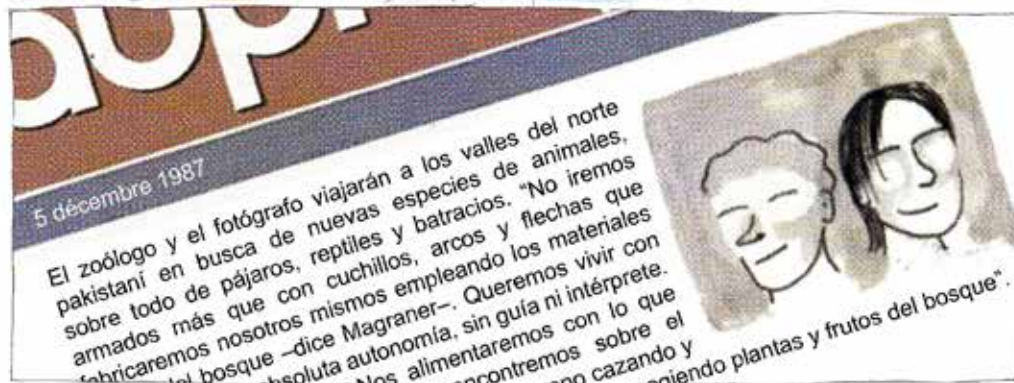 5 décembre 1987
El zoólogo y el fotógrafo viajarán a los valles del norte
pakistaní en busca de nuevas especies de animales,
sobre todo de pájaros, reptiles y batracios. "No iremos
armados más que con cuchillos, arcos y flechas que
fabricaremos nosotros mismos empleando los materiales
del bosque –dice Magraner–. Queremos vivir con
absoluta autonomía, sin guía ni intérprete.
Nos alimentaremos con lo que
encontremos sobre el
cazando y
plantas y frutos del bosque".